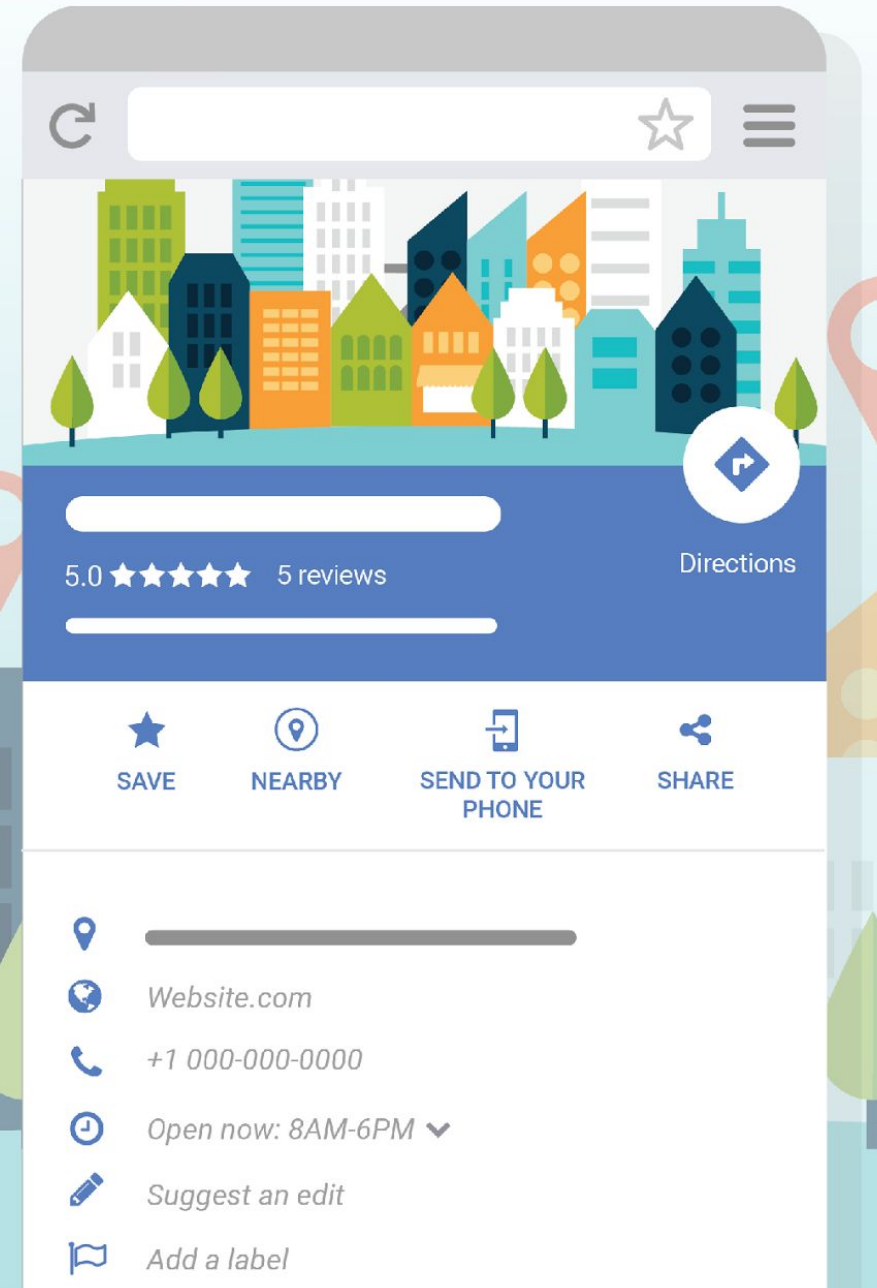 5.0 5 reviews
Directions
SAVE
NEARBY
SEND TO YOUR
PHONE
SHARE
Website.com
+1 000-000-0000
Open now: 8AM-6PM
Suggest an edit
Add a label